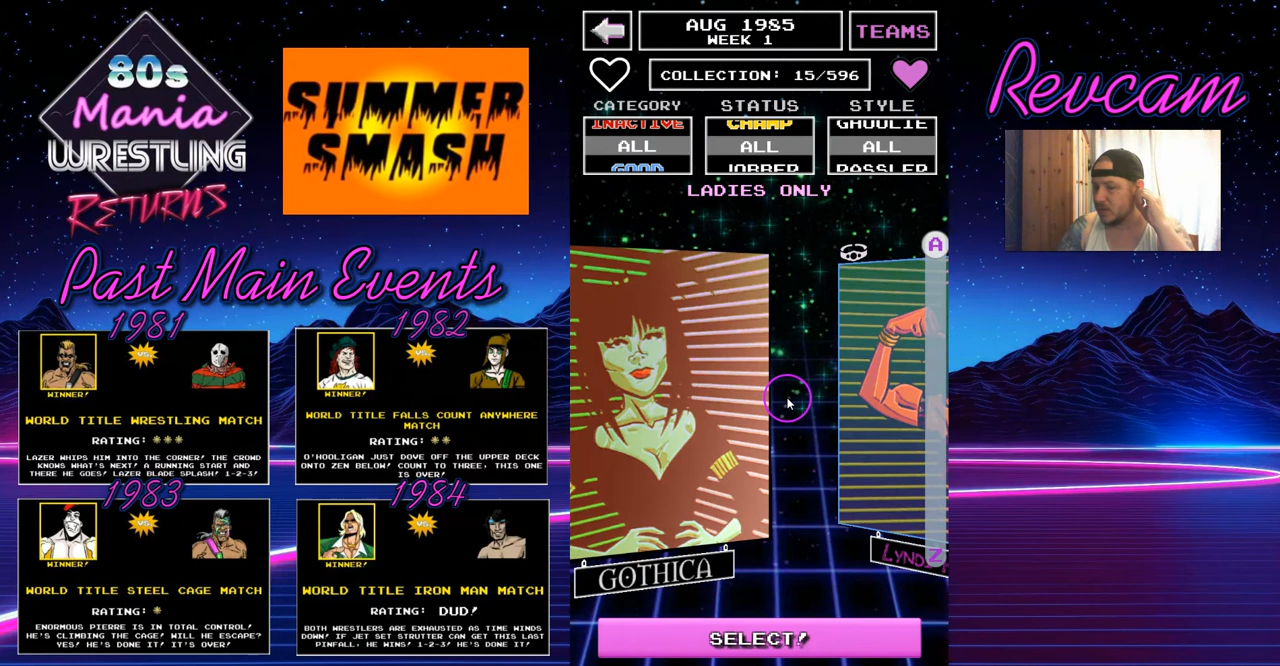 80s
Mania
WRESTLING
RETURNS
SUMMER
SMASH
Past Main Events
1981
VS
WINNER!
WORLD TITLE WRESTLING MATCH
RATING: ***
LAZER WHIPS HIM INTO THE CORNER! THE CROWD
KNOWS WHAT'S NEXT! A RUNNING START AND
THERE HE GOES! LAZER BLADE SPLASH! 1-2-3!
1982
VS
WINNER!
WORLD TITLE FALLS COUNT ANYWHERE
MATCH
RATING: **
O'HOOLIGAN JUST DOVE OFF THE UPPER DECK
ONTO ZEN BELOW! COUNT TO THREE, THIS ONE
IS OVER!
1983
VS
WINNER!
WORLD TITLE STEEL CAGE MATCH
RATING: *
ENORMOUS PIERRE IS IN TOTAL CONTROL!
HE'S CLIMBING THE CAGE! WILL HE ESCAPE?
YES! HE'S DONE IT! IT'S OVER!
1984
VS
WINNER!
WORLD TITLE IRON MAN MATCH
RATING: DUD!
BOTH WRESTLERS ARE EXHAUSTED AS TIME WINDS
DOWN! IF JET SET STRUTTER CAN GET THIS LAST
PINFALL, HE WINS! 1-2-3! HE'S DONE IT!
AUG 1985
WEEK 1
TEAMS
COLLECTION: 15/596
CATEGORY STATUS STYLE
INACTIVE CHAMP GHOULIE
ALL ALL ALL
GOOD JOBBER RASSLER
LADIES ONLY
A
GOTHICA
LYND
Z
SELECT!
Revcam